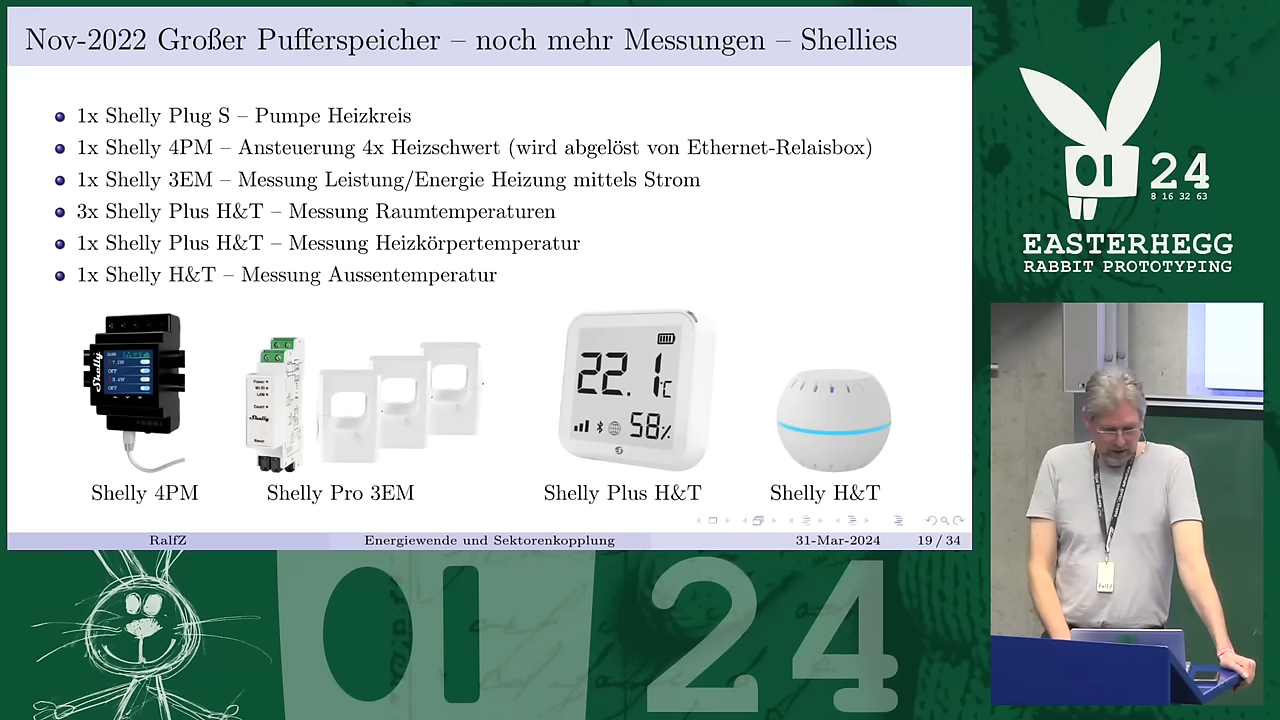 Nov-2022 Großer Pufferspeicher – noch mehr Messungen – Shellies
1x Shelly Plug S – Pumpe Heizkreis
1x Shelly 4PM – Ansteuerung 4x Heizschwert (wird abgelöst von Ethernet-Relaisbox)
1x Shelly 3EM – Messung Leistung/Energie Heizung mittels Strom
3x Shelly Plus H&T – Messung Raumtemperaturen
1x Shelly Plus H&T – Messung Heizkörpertemperatur
1x Shelly H&T – Messung Aussentemperatur
Shelly
Shelly
22.1°C
58%
Shelly 4PM
Shelly Pro 3EM
Shelly Plus H&T
Shelly H&T
RalfZ
Energiewende und Sektorenkopplung
31-Mar-2024
19 / 34
24
8 16 32 63
EASTERHEGG
RABBIT PROTOTYPING
24